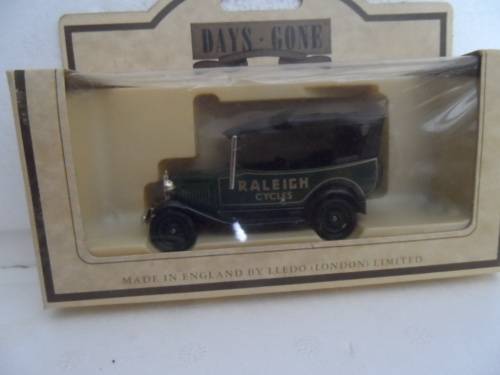 DAYS · GONE
RALEIGH
CYCLES
MADE IN ENGLAND BY LLEDO (LONDON) LIMITED